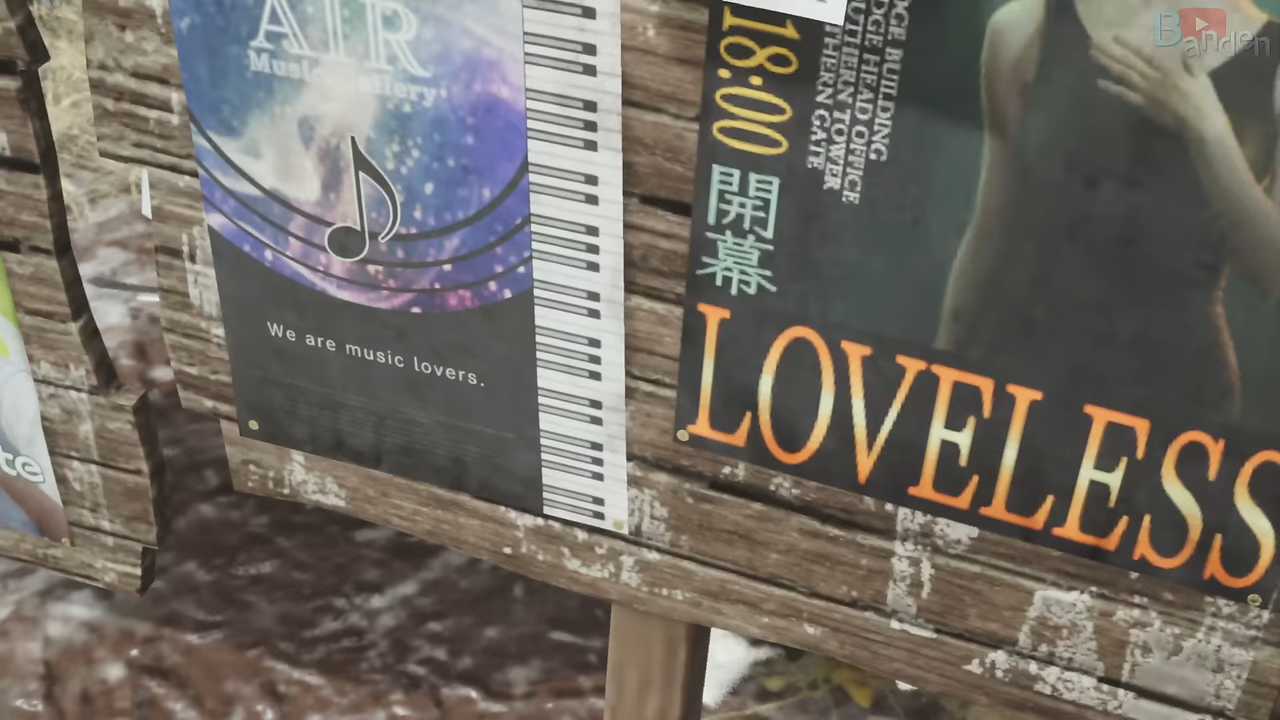 AIR
Music Gallery
We are music lovers.
te
18:00
開幕
DGE BUILDING
DGE HEAD OFFICE
UTHERN TOWER
THERN GATE
LOVELESS
Banden